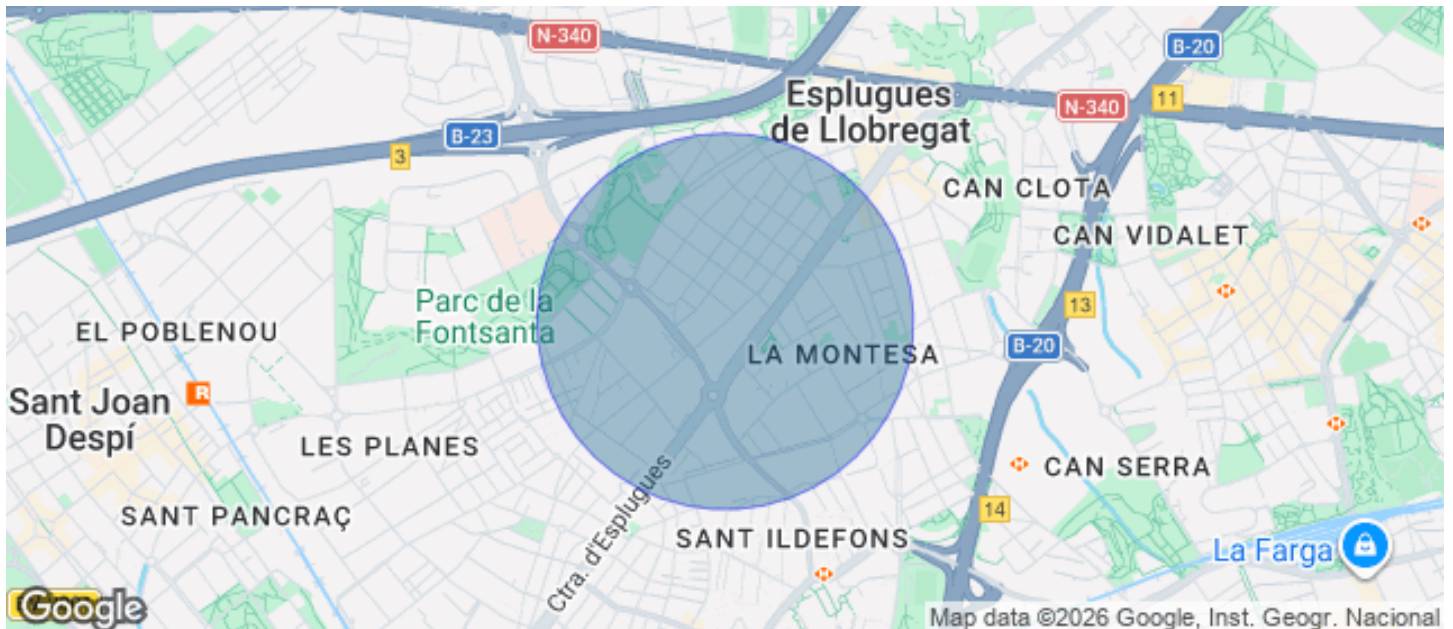 N-340
B-20
Esplugues
de Llobregat
11
N-340
B-23
3
CAN CLOTA
CAN VIDALET
Parc de la
Fontsanta
13
EL POBLENOU
B-20
LA MONTESA
R
Sant Joan
Despí
LES PLANES
CAN SERRA
Ctra. d'Esplugues
14
SANT PANCRAÇ
SANT ILDEFONS
La Farga
Google
Map data ©2026 Google, Inst. Geogr. Nacional